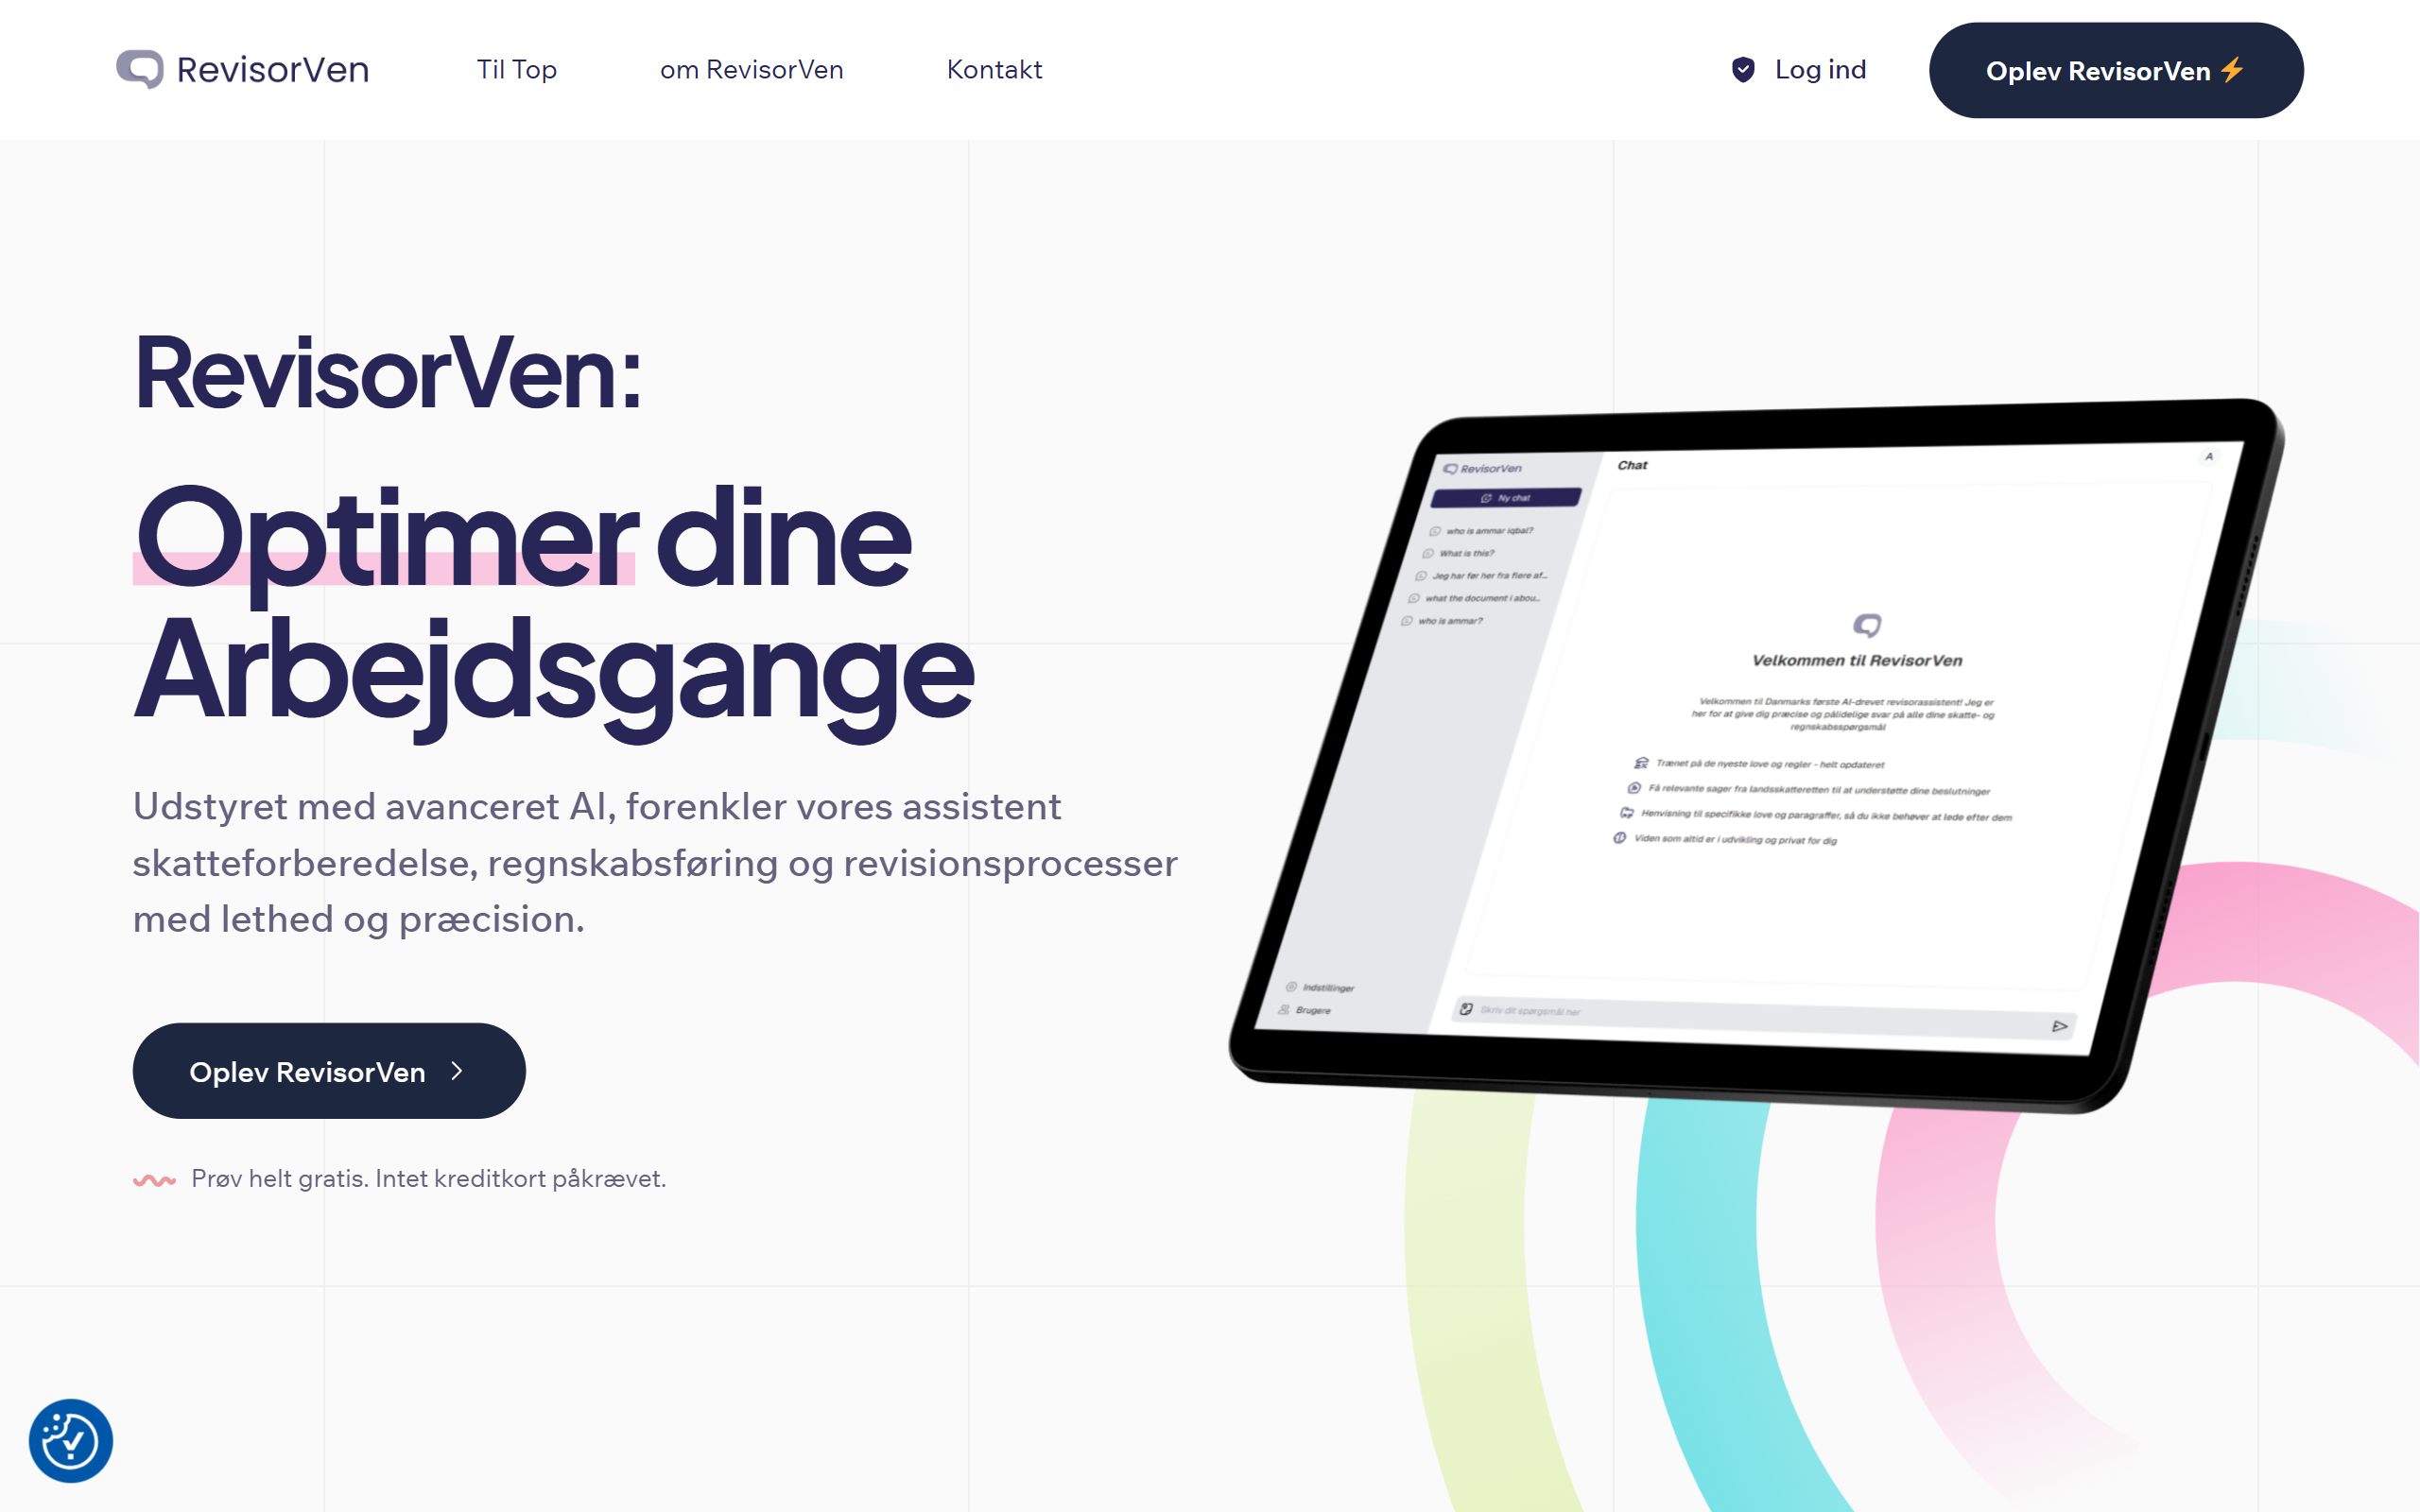 RevisorVen
Til Top
om RevisorVen
Kontakt
Log ind
Oplev RevisorVen ⚡
RevisorVen:
Optimer dine
Arbejdsgange
Udstyret med avanceret AI, forenkler vores assistent
skatteforberedelse, regnskabsføring og revisionsprocesser
med lethed og præcision.
Oplev RevisorVen
Prøv helt gratis. Intet kreditkort påkrævet.
RevisorVen
Ny chat
who is ammar iqbal?
What is this?
Jeg har før her fra flere af...
what the document i abou...
who is ammar?
Indstillinger
Brugere
Chat
A
Velkommen til RevisorVen
Velkommen til Danmarks første AI-drevet revisorassistent! Jeg er
her for at give dig præcise og pålidelige svar på alle dine skatte- og
regnskabsspørgsmål
Trænet på de nyeste love og regler - helt opdateret
Få relevante sager fra landsskatteretten til at understøtte dine beslutninger
Henvisning til specifikke love og paragraffer, så du ikke behøver at lede efter dem
Viden som altid er i udvikling og privat for dig
Skriv dit spørgsmål her